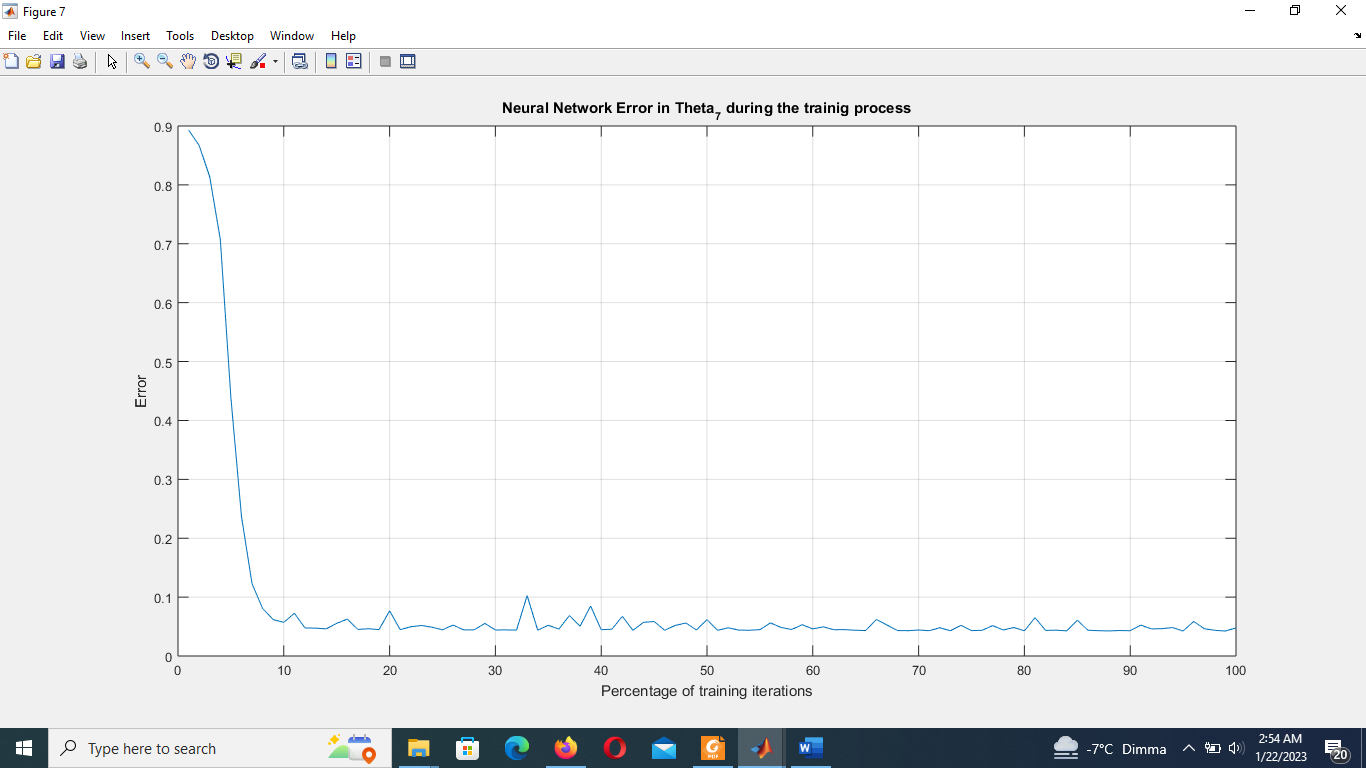 Figure 7
File Edit View Insert Tools Desktop Window Help
Neural Network Error in Theta7 during the trainig process
0.9
0.8
0.7
0.6
0.5
0.4
0.3
0.2
0.1
0
Error
0 10 20 30 40 50 60 70 80 90 100
Percentage of training iterations
Type here to search
G
PDF
W
-7°C Dimma
2:54 AM
1/22/2023
20